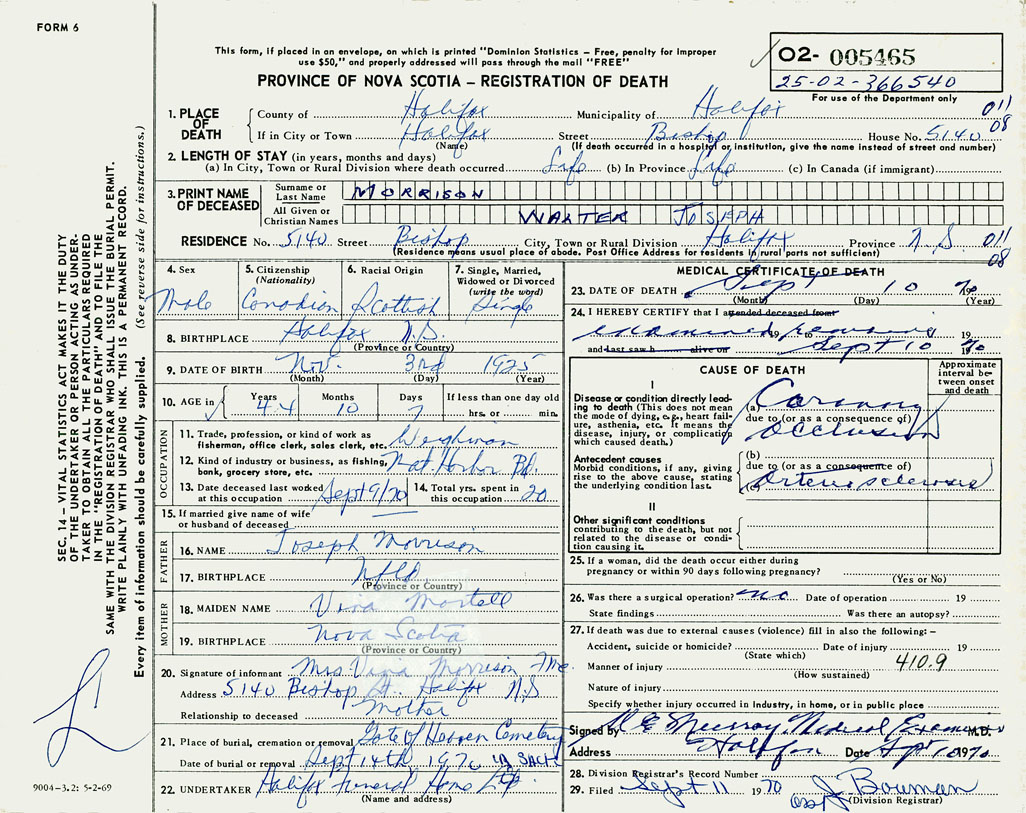 FORM 6
This form, if placed in an envelope, on which is printed "Dominion Statistics – Free, penalty for improper
use $50," and properly addressed will pass through the mail "FREE"
PROVINCE OF NOVA SCOTIA – REGISTRATION OF DEATH
02- 005465
25-02-366540
For use of the Department only
1. PLACE OF DEATH County of Halifax Municipality of Halifax 011
If in City or Town Halifax Street Bishop House No. 5140 08
(Name) (If death occurred in a hospital or institution, give the name instead of street and number)
2. LENGTH OF STAY (in years, months and days)
(a) In City, Town or Rural Division where death occurred Life (b) In Province Life (c) In Canada (if immigrant)
3. PRINT NAME OF DECEASED Surname or Last Name MORRISON
All Given or Christian Names WALTER JOSEPH
RESIDENCE No. 5140 Street Bishop City, Town or Rural Division Halifax Province N.S. 011
(Residence means usual place of abode. Post Office Address for residents in rural parts not sufficient) 08
4. Sex Male
5. Citizenship (Nationality) Canadian
6. Racial Origin Scottish
7. Single, Married, Widowed or Divorced (write the word) Single
8. BIRTHPLACE Halifax N.S.
(Province or Country)
9. DATE OF BIRTH Nov. 3rd 1925
(Month) (Day) (Year)
10. AGE in Years 44 Months 10 Days 7 If less than one day old
hrs. or min.
OCCUPATION
11. Trade, profession, or kind of work as fisherman, office clerk, sales clerk, etc. Weighman
12. Kind of industry or business, as fishing, bank, grocery store, etc. Nat Harbor Bd.
13. Date deceased last worked at this occupation Sept 9/70
14. Total yrs. spent in this occupation 20
15. If married give name of wife or husband of deceased
FATHER
16. NAME Joseph Morrison
17. BIRTHPLACE Nfld
(Province or Country)
MOTHER
18. MAIDEN NAME Vera Martell
19. BIRTHPLACE Nova Scotia
(Province or Country)
20. Signature of informant Mrs. Morrison
Address 5140 Bishop St. Halifax N.S
Relationship to deceased Mother
21. Place of burial, cremation or removal Gate of Heaven Cemetery
Date of burial or removal Sept 14th 1970
22. UNDERTAKER Halifax Funeral Home Ltd.
(Name and address)
MEDICAL CERTIFICATE OF DEATH
23. DATE OF DEATH Sept 10 70
(Month) (Day) (Year)
24. I HEREBY CERTIFY that I attended deceased from
examined remains 19
and last saw h alive on Sept 10 1970
CAUSE OF DEATH
Approximate interval between onset and death
I
Disease or condition directly leading to death (This does not mean the mode of dying, e.g., heart failure, asthenia, etc. It means the disease, injury, or complication which caused death.)
(a) Coronary
due to (or as a consequence of)
Occlusion
Antecedent causes
Morbid conditions, if any, giving rise to the above cause, stating the underlying condition last.
(b)
due to (or as a consequence of)
(c) Arteriosclerosis
II
Other significant conditions
contributing to the death, but not related to the disease or condition causing it.
25. If a woman, did the death occur either during
pregnancy or within 90 days following pregnancy?
(Yes or No)
26. Was there a surgical operation? no Date of operation 19
State findings Was there an autopsy?
27. If death was due to external causes (violence) fill in also the following: –
Accident, suicide or homicide? Date of injury 19
(State which)
Manner of injury 410.9
(How sustained)
Nature of injury
Specify whether injury occurred in Industry, in home, or in public place
Signed by Murray Medical Examiner M.D.
Address Halifax Date Sept 10 1970
28. Division Registrar's Record Number
29. Filed Sept 11 1970 J Bowman
(Division Registrar)
SEC. 14 – VITAL STATISTICS ACT MAKES IT THE DUTY
OF THE UNDERTAKER OR PERSON ACTING AS UNDER-
TAKER TO OBTAIN ALL THE PARTICULARS REQUIRED
IN THE "REGISTRATION OF DEATH" AND TO FILE THE
SAME WITH THE DIVISION REGISTRAR WHO SHALL ISSUE THE BURIAL PERMIT.
WRITE PLAINLY WITH UNFADING INK. THIS IS A PERMANENT RECORD.
Every item of information should be carefully supplied. (See reverse side for instructions.)
9004-3.2: 5-2-69